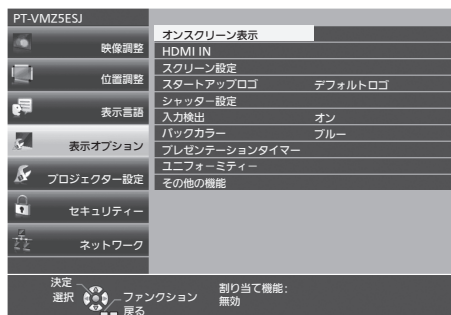 PT-VMZ5ESJ
映像調整
位置調整
表示言語
表示オプション
プロジェクター設定
セキュリティー
ネットワーク
オンスクリーン表示
HDMI IN
スクリーン設定
スタートアップロゴ デフォルトロゴ
シャッター設定
入力検出 オン
バックカラー ブルー
プレゼンテーションタイマー
ユニフォーミティー
その他の機能
決定
選択
ファンクション
戻る
割り当て機能:
無効